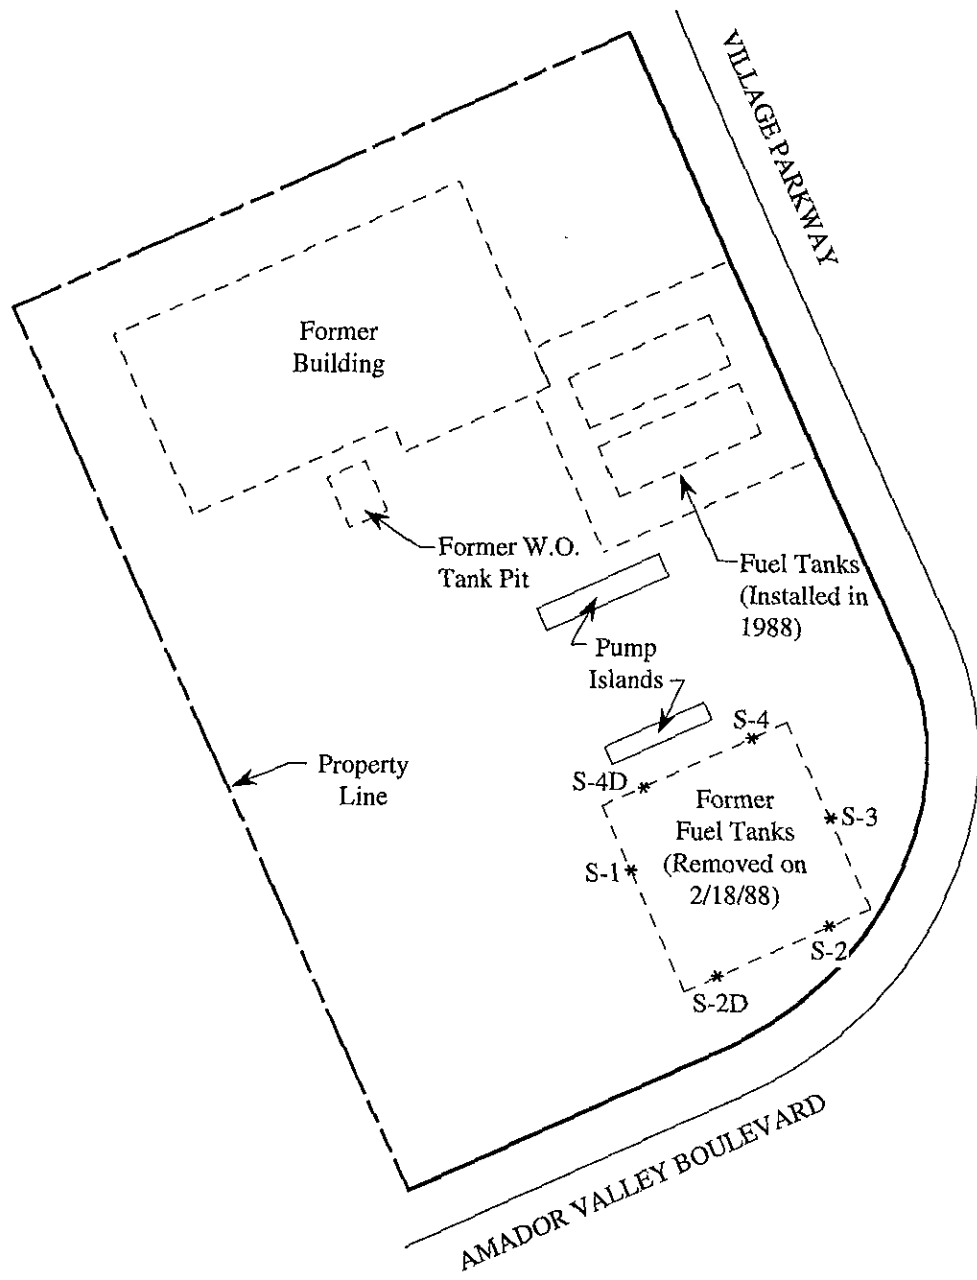 VILLAGE PARKWAY
Former
Building
Former W.O.
Tank Pit
Fuel Tanks
(Installed in
1988)
Pump
Islands
Property
Line
S-4
S-4D
Former
Fuel Tanks
(Removed on
2/18/88)
S-3
S-1
S-2
S-2D
AMADOR VALLEY BOULEVARD